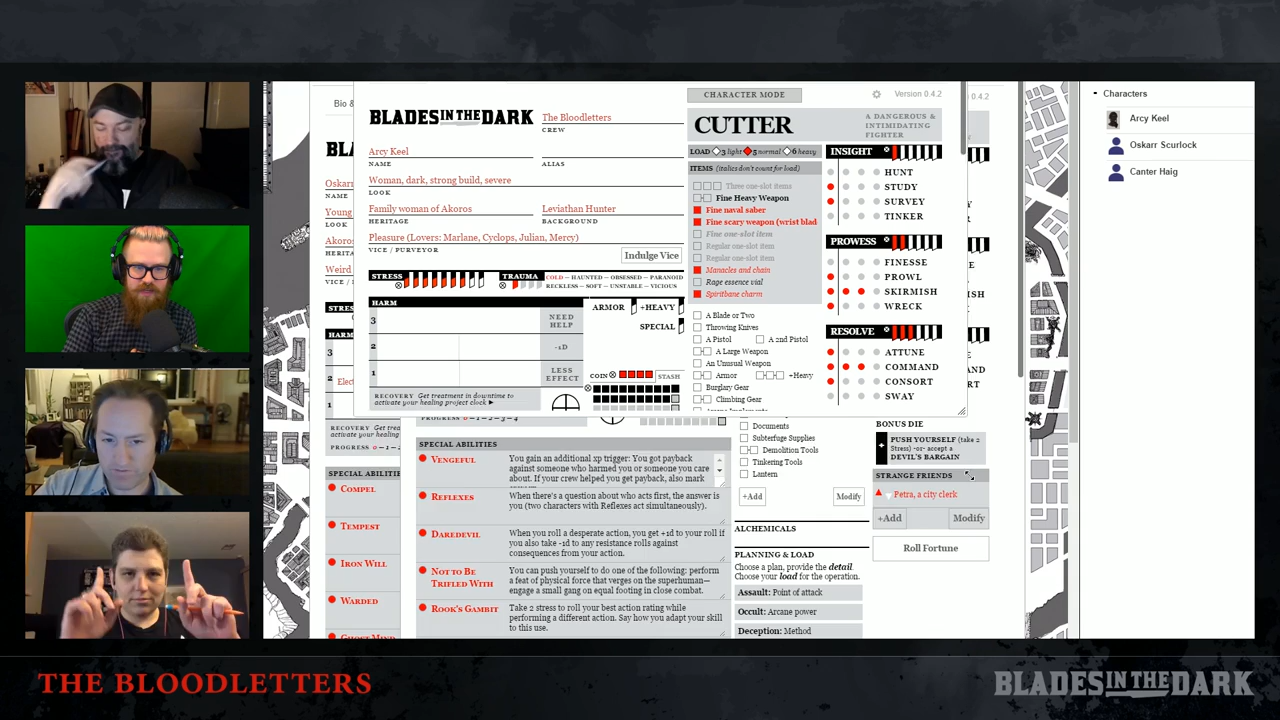 CHARACTER MODE
Version 0.4.2
0.4.2
Characters
Arcy Keel
Oskarr Scurlock
Canter Haig
Bio &
BLADES IN THE DARK
The Bloodletters
CREW
Arcy Keel
NAME
ALIAS
Woman, dark, strong build, severe
LOOK
Family woman of Akoros
HERITAGE
Leviathan Hunter
BACKGROUND
Pleasure (Lovers: Marlane, Cyclops, Julian, Mercy)
VICE / PURVEYOR
Indulge Vice
STRESS
TRAUMA
COLD — HAUNTED — OBSESSED — PARANOID
RECKLESS — SOFT — UNSTABLE — VICIOUS
HARM
3
NEED HELP
2
-1D
1
LESS EFFECT
ARMOR
+HEAVY
SPECIAL
COIN
STASH
RECOVERY Get treatment in downtime to
activate your healing project clock
CUTTER
A DANGEROUS &
INTIMIDATING
FIGHTER
LOAD 3 light 5 normal 6 heavy
ITEMS (italics don't count for load)
Three one-slot items
Fine Heavy Weapon
Fine naval saber
Fine scary weapon (wrist blad
Fine one-slot item
Regular one-slot item
Regular one-slot item
Manacles and chain
Rage essence vial
Spiritbane charm
A Blade or Two
Throwing Knives
A Pistol
A 2nd Pistol
A Large Weapon
An Unusual Weapon
Armor
+Heavy
Burglary Gear
Climbing Gear
Documents
Subterfuge Supplies
Demolition Tools
Tinkering Tools
Lantern
+Add
Modify
INSIGHT
HUNT
STUDY
SURVEY
TINKER
PROWESS
FINESSE
PROWL
SKIRMISH
WRECK
RESOLVE
ATTUNE
COMMAND
CONSORT
SWAY
BONUS DIE
PUSH YOURSELF (take 2
Stress) -or- accept a
DEVIL'S BARGAIN
STRANGE FRIENDS
Petra, a city clerk
+Add
Modify
Roll Fortune
ALCHEMICALS
PLANNING & LOAD
Choose a plan, provide the detail.
Choose your load for the operation.
Assault: Point of attack
Occult: Arcane power
Deception: Method
SPECIAL ABILITIES
VENGEFUL
You gain an additional xp trigger: You got payback
against someone who harmed you or someone you care
about. If your crew helped you get payback, also mark
REFLEXES
When there's a question about who acts first, the answer is
you (two characters with Reflexes act simultaneously).
DAREDEVIL
When you roll a desperate action, you get +1d to your roll if
you also take -1d to any resistance rolls against
consequences from your action.
NOT TO BE
TRIFLED WITH
You can push yourself to do one of the following: perform
a feat of physical force that verges on the superhuman—
engage a small gang on equal footing in close combat.
ROOK'S GAMBIT
Take 2 stress to roll your best action rating while
performing a different action. Say how you adapt your skill
to this use.
COMPEL
TEMPEST
IRON WILL
WARDED
GHOST MIND
THE BLOODLETTERS
BLADES IN THE DARK